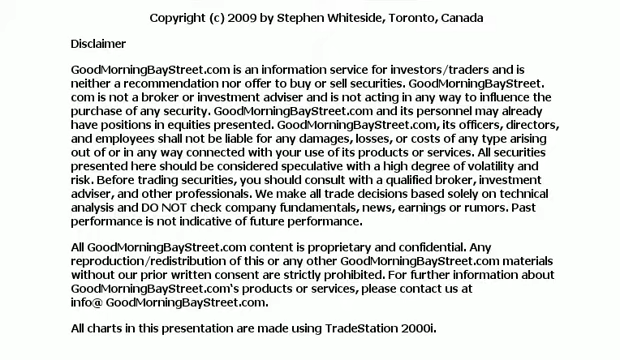 Copyright (c) 2009 by Stephen Whiteside, Toronto, Canada
Disclaimer
GoodMorningBayStreet.com is an information service for investors/traders and is
neither a recommendation nor offer to buy or sell securities. GoodMorningBayStreet.
com is not a broker or investment adviser and is not acting in any way to influence the
purchase of any security. GoodMorningBayStreet.com and its personnel may already
have positions in equities presented. GoodMorningBayStreet.com, its officers, directors,
and employees shall not be liable for any damages, losses, or costs of any type arising
out of or in any way connected with your use of its products or services. All securities
presented here should be considered speculative with a high degree of volatility and
risk. Before trading securities, you should consult with a qualified broker, investment
adviser, and other professionals. We make all trade decisions based solely on technical
analysis and DO NOT check company fundamentals, news, earnings or rumors. Past
performance is not indicative of future performance.
All GoodMorningBayStreet.com content is proprietary and confidential. Any
reproduction/redistribution of this or any other GoodMorningBayStreet.com materials
without our prior written consent are strictly prohibited. For further information about
GoodMorningBayStreet.com's products or services, please contact us at
info@ GoodMorningBayStreet.com.
All charts in this presentation are made using TradeStation 2000i.